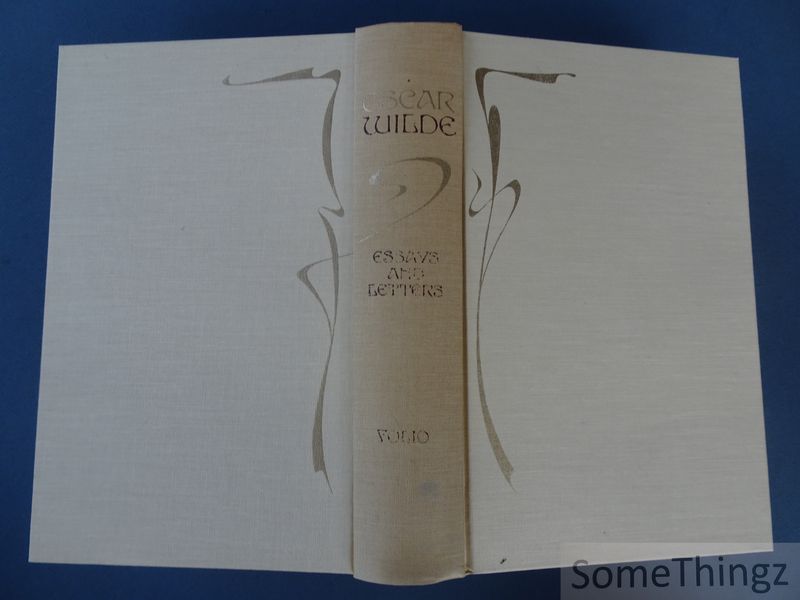 OSCAR
WILDE
ESSAYS
AND
LETTERS
FOLIO
SomeThingz